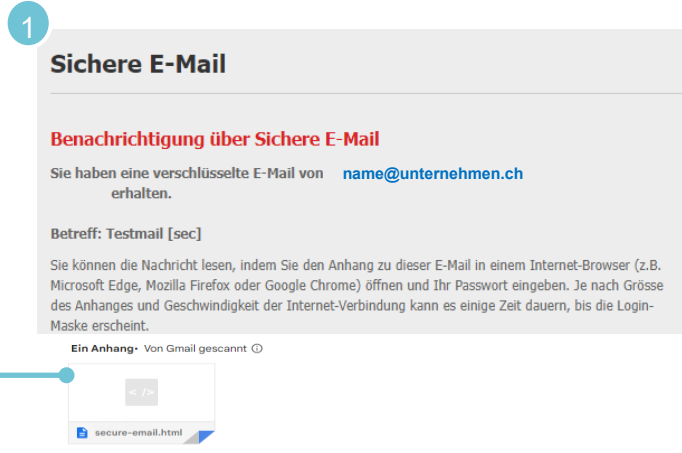 1
Sichere E-Mail
Benachrichtigung über Sichere E-Mail
Sie haben eine verschlüsselte E-Mail von name@unternehmen.ch
erhalten.
Betreff: Testmail [sec]
Sie können die Nachricht lesen, indem Sie den Anhang zu dieser E-Mail in einem Internet-Browser (z.B.
Microsoft Edge, Mozilla Firefox oder Google Chrome) öffnen und Ihr Passwort eingeben. Je nach Grösse
des Anhanges und Geschwindigkeit der Internet-Verbindung kann es einige Zeit dauern, bis die Login-
Maske erscheint.
Ein Anhang• Von Gmail gescannt ⓘ
< />
secure-email.html